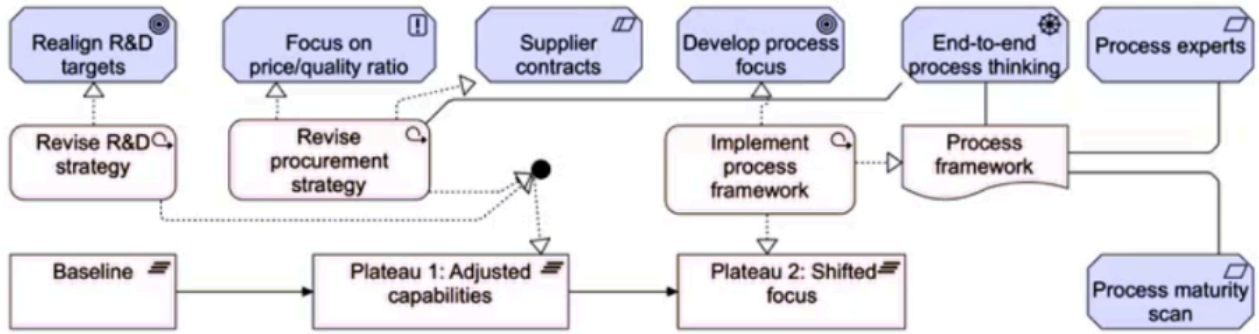 Realign R&D
targets
Focus on
price/quality ratio
Supplier
contracts
Develop process
focus
End-to-end
process thinking
Process experts
Revise R&D
strategy
Revise
procurement
strategy
Implement
process
framework
Process
framework
Baseline
Plateau 1: Adjusted
capabilities
Plateau 2: Shifted
focus
Process maturity
scan